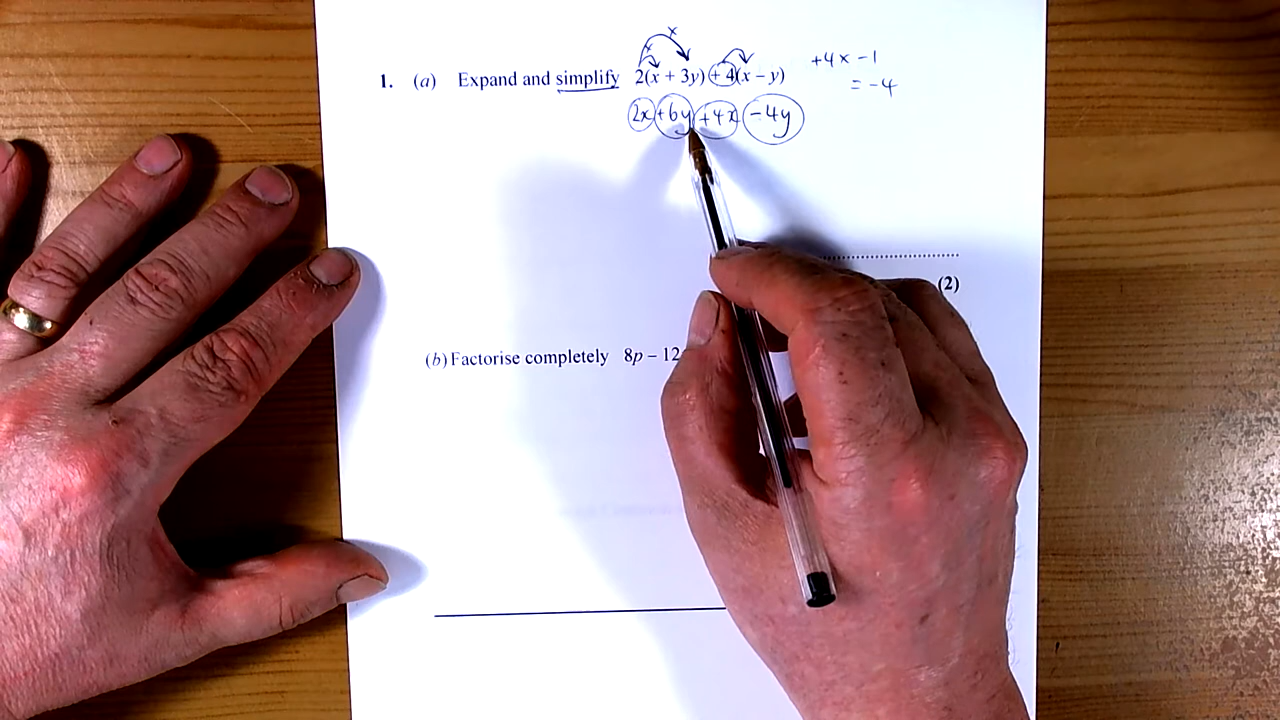 1. (a) Expand and simplify 2(x + 3y) + 4(x – y) +4 x -1
= -4
2x +6y +4x -4y
(2)
(b) Factorise completely 8p – 12